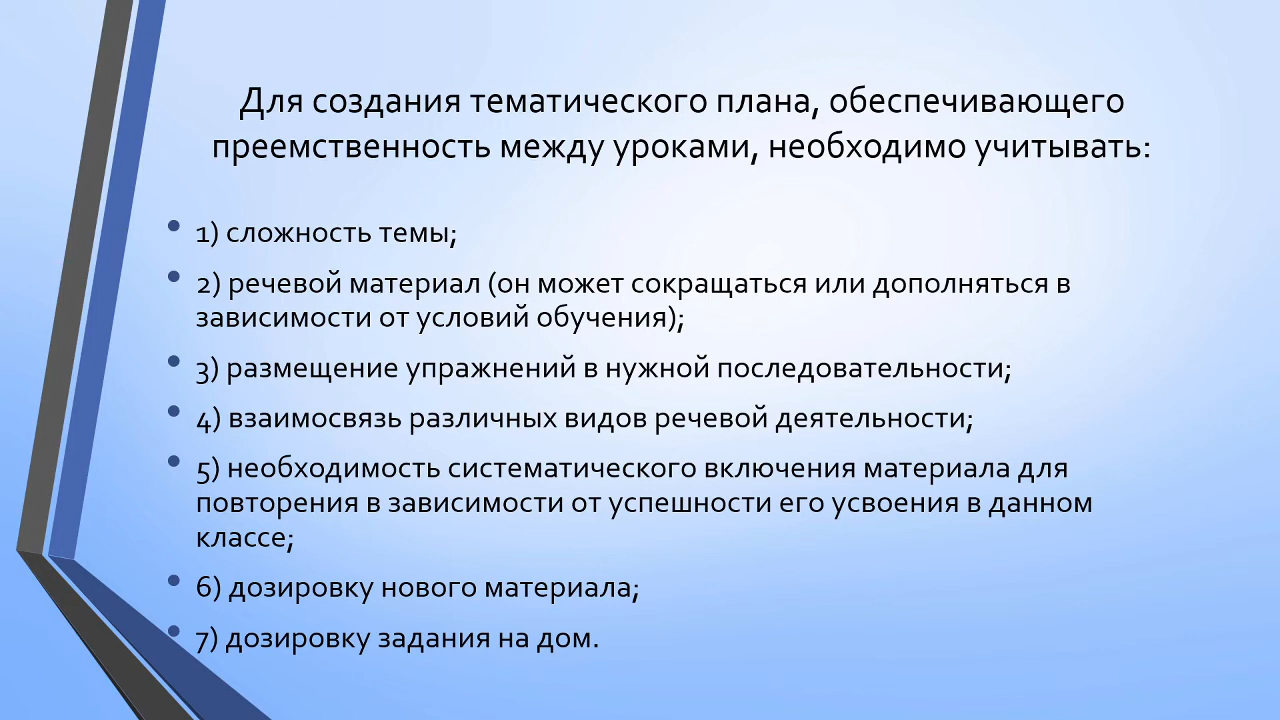 Для создания тематического плана, обеспечивающего
преемственность между уроками, необходимо учитывать:
• 1) сложность темы;
• 2) речевой материал (он может сокращаться или дополняться в
зависимости от условий обучения);
• 3) размещение упражнений в нужной последовательности;
• 4) взаимосвязь различных видов речевой деятельности;
• 5) необходимость систематического включения материала для
повторения в зависимости от успешности его усвоения в данном
классе;
• 6) дозировку нового материала;
• 7) дозировку задания на дом.